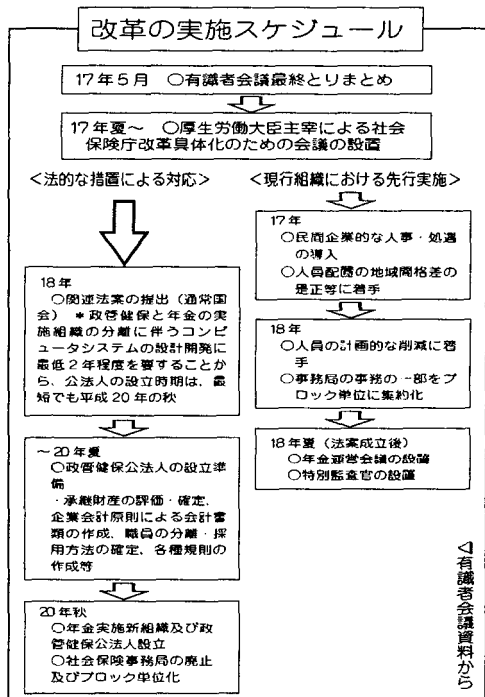 改革の実施スケジュール
17年5月　○有識者会議最終とりまとめ
17年夏～　○厚生労働大臣主宰による社会
保険庁改革具体化のための会議の設置
＜法的な措置による対応＞
18年
○関連法案の提出（通常国
会）　＊政管健保と年金の実
施組織の分離に伴うコンピ
ュータシステムの設計開発に
最低2年程度を要することか
ら、公法人の設立時期は、最
短でも平成20年の秋
～20年夏
○政管健保公法人の設立準
備
・承継財産の評価・確定、
企業会計原則による会計書
類の作成、職員の分離・採
用方法の確定、各種規則の
作成等
20年秋
○年金実施新組織及び政
管健保公法人設立
○社会保険事務局の廃止
及びブロック単位化
＜現行組織における先行実施＞
17年
○民間企業的な人事・処遇
の導入
○人員配置の地域間格差の
是正等に着手
18年
○人員の計画的な削減に着
手
○事務局の事務の一部をブ
ロック単位に集約化
18年夏（法案成立後）
○年金運営会議の設置
○特別監査官の設置
◁有識者会議資料から